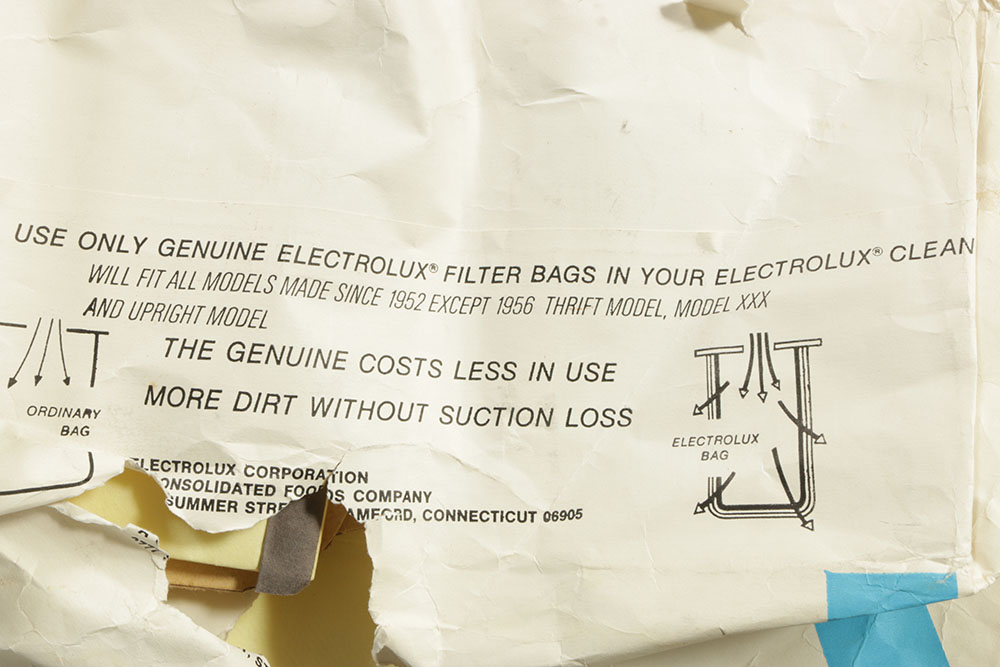 USE ONLY GENUINE ELECTROLUX® FILTER BAGS IN YOUR ELECTROLUX® CLEAN
WILL FIT ALL MODELS MADE SINCE 1952 EXCEPT 1956 THRIFT MODEL, MODEL XXX
AND UPRIGHT MODEL
THE GENUINE COSTS LESS IN USE
MORE DIRT WITHOUT SUCTION LOSS
ORDINARY
BAG
ELECTROLUX
BAG
ELECTROLUX CORPORATION
ONSOLIDATED FOODS COMPANY
SUMMER STRE AMFORD, CONNECTICUT 06905